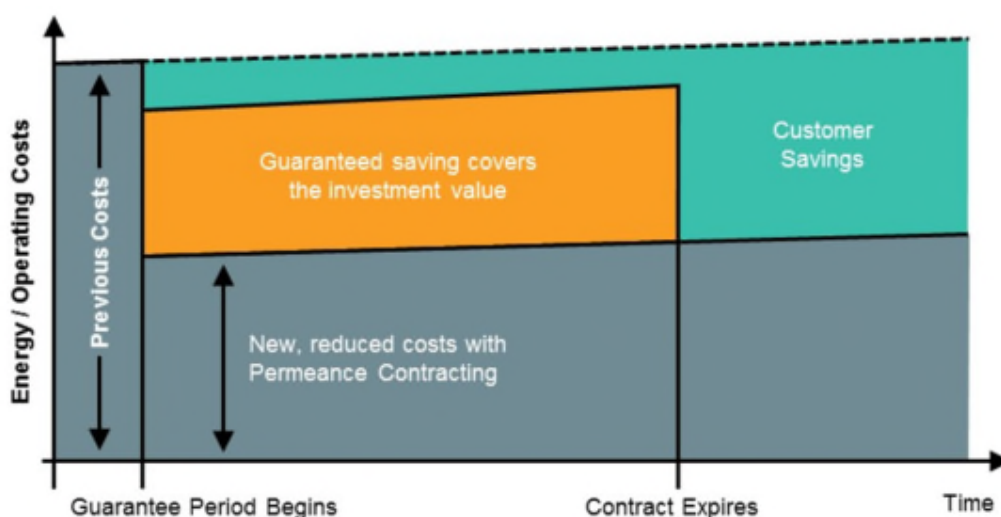 Energy / Operating Costs
Previous Costs
Guaranteed saving covers
the investment value
Customer
Savings
New, reduced costs with
Permeance Contracting
Guarantee Period Begins
Contract Expires
Time